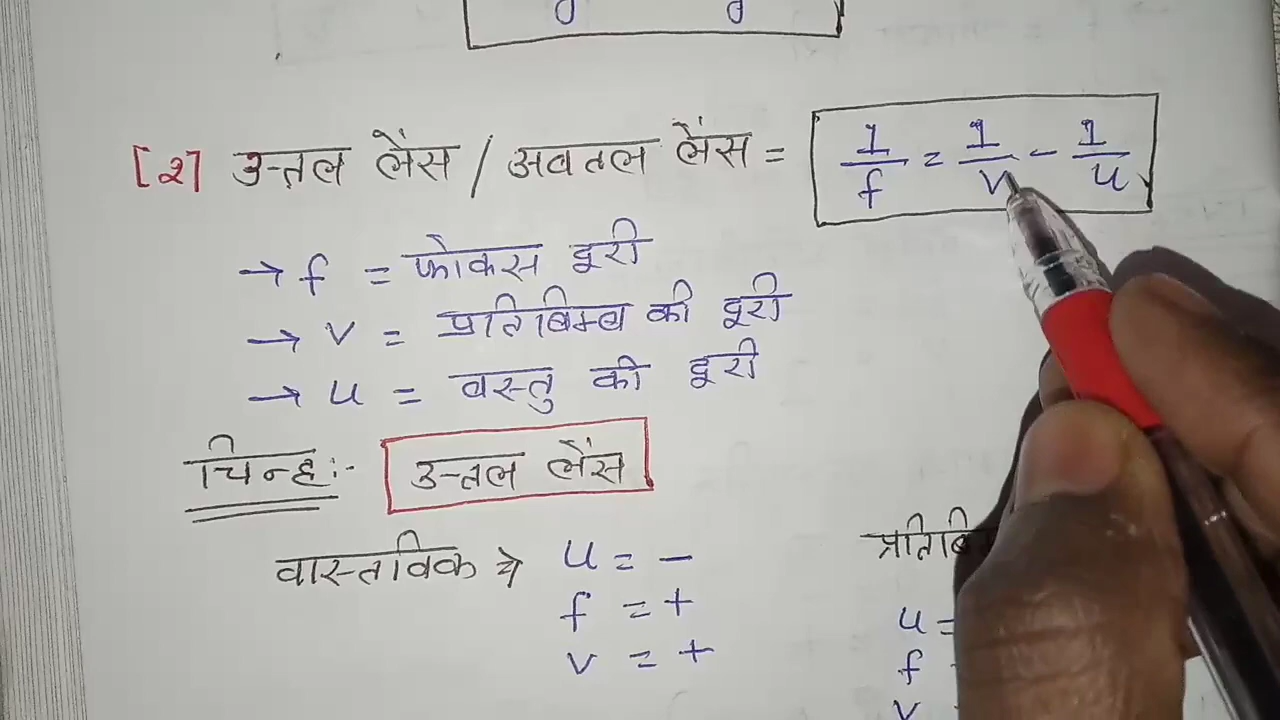 [2] उत्तल लैंस / अवतल लैंस = 1/f = 1/v - 1/u
→ f = फोकस दूरी
→ v = प्रतिबिम्ब की दूरी
→ u = वस्तु की दूरी
चिन्ह :- उत्तल लैंस
वास्तविक ⇒ u = -
f = +
v = +
u =
f
v